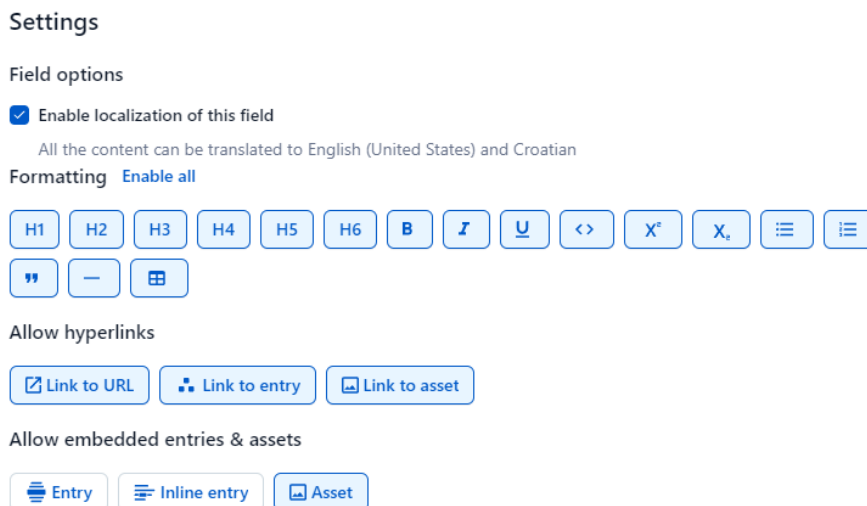 Settings
Field options
Enable localization of this field
All the content can be translated to English (United States) and Croatian
Formatting Enable all
H1 H2 H3 H4 H5 H6 B I U <> Xᵉ Xₑ
Allow hyperlinks
Link to URL Link to entry Link to asset
Allow embedded entries & assets
Entry Inline entry Asset